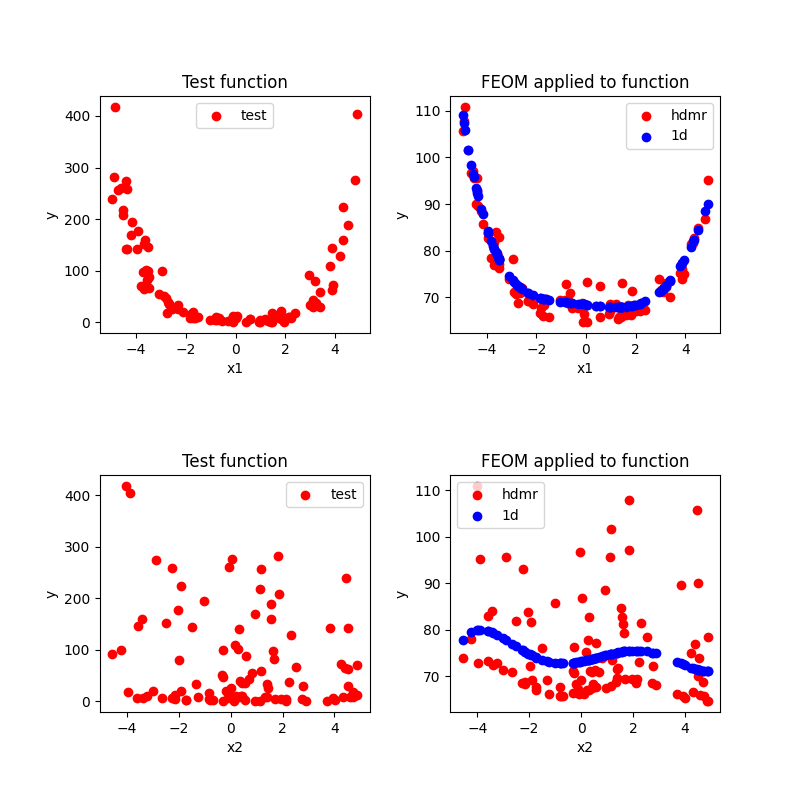 Test function
400
300
200
100
0
y
−4 −2 0 2 4
x1
test
FEOM applied to function
110
100
90
80
70
y
−4 −2 0 2 4
x1
hdmr
1d
Test function
400
300
200
100
0
y
−4 −2 0 2 4
x2
test
FEOM applied to function
110
100
90
80
70
y
−4 −2 0 2 4
x2
hdmr
1d